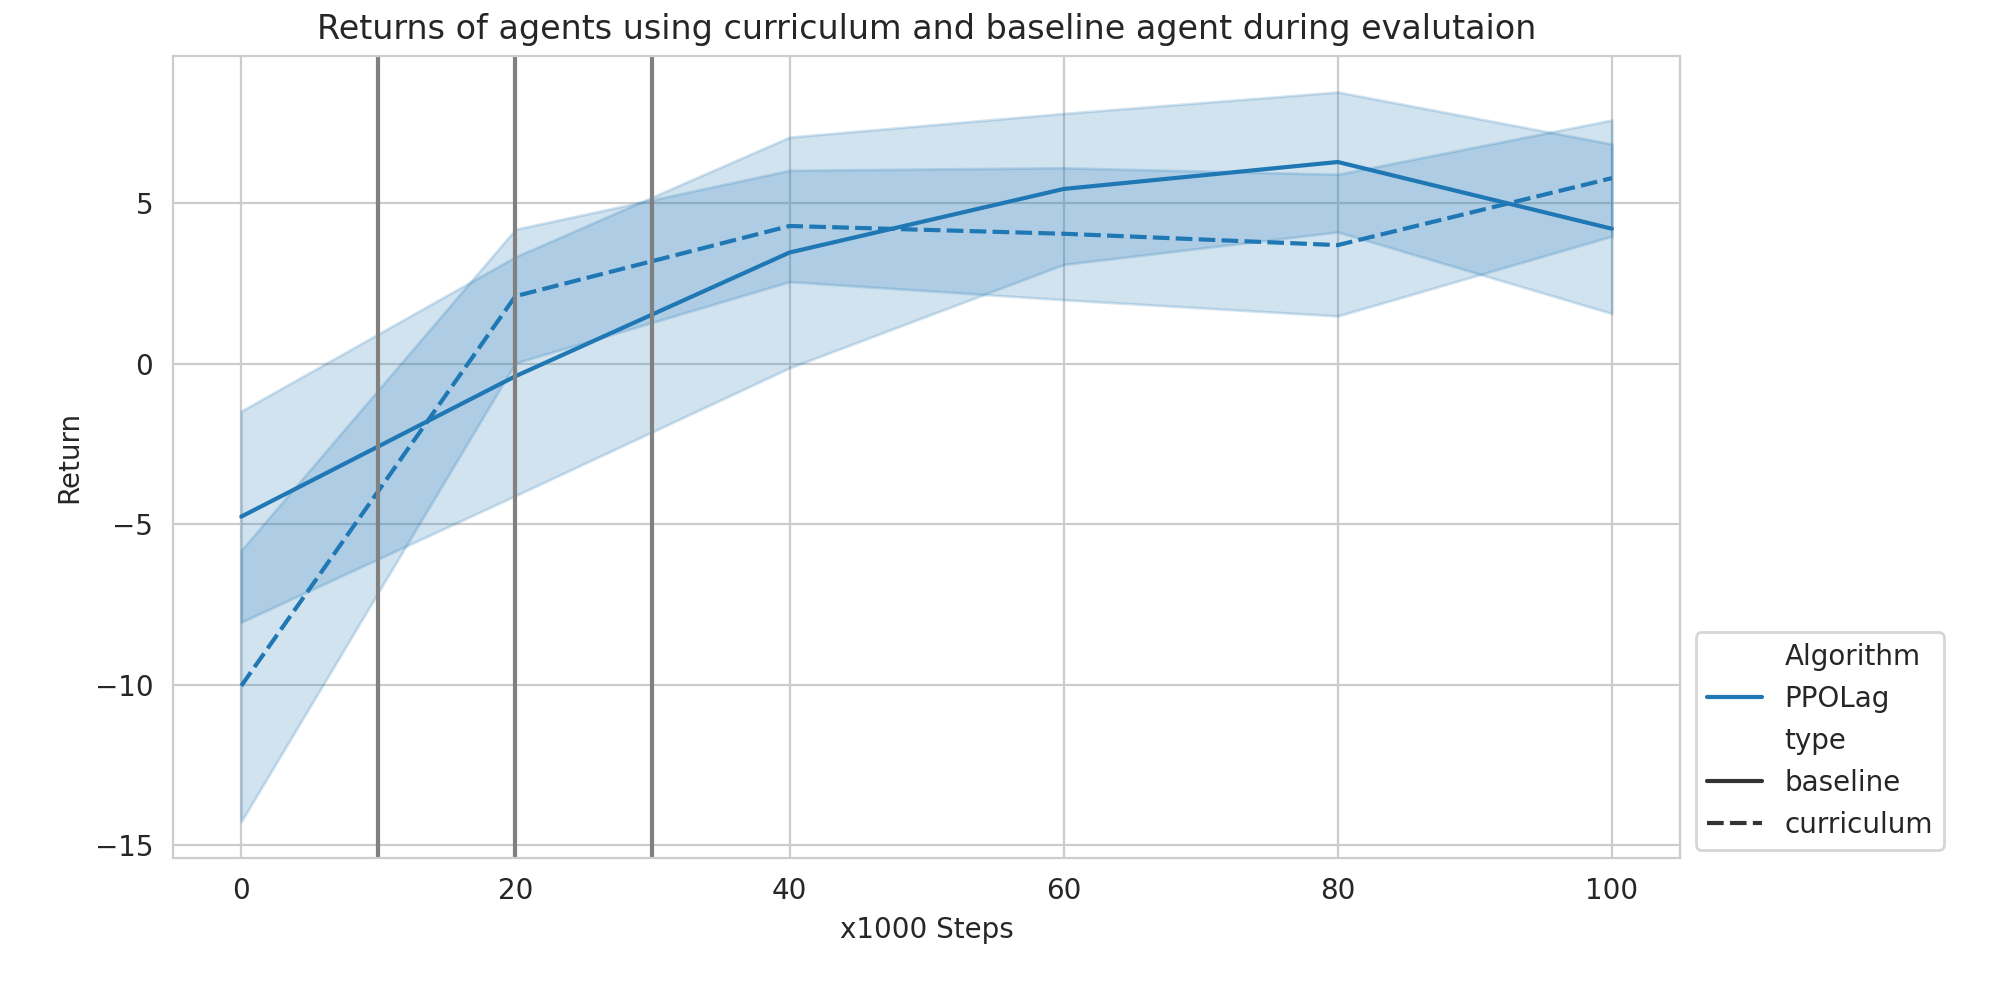 Returns of agents using curriculum and baseline agent during evalutaion
Return
5
0
−5
−10
−15
0 20 40 60 80 100
x1000 Steps
Algorithm
PPOLag
type
baseline
curriculum